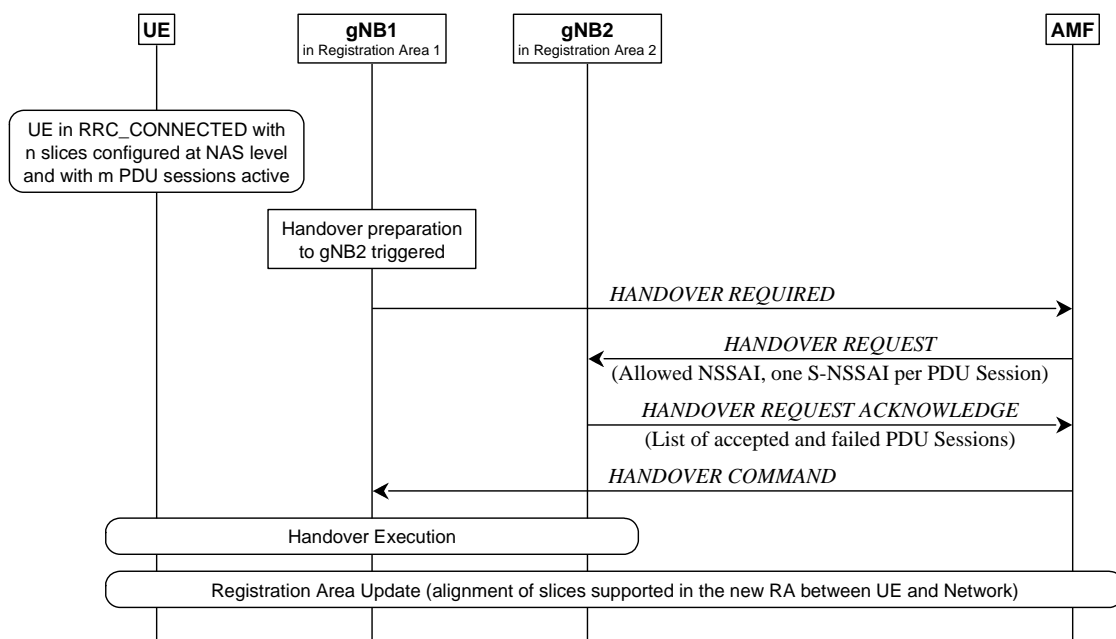 UE
gNB1
in Registration Area 1
gNB2
in Registration Area 2
AMF
UE in RRC_CONNECTED with
n slices configured at NAS level
and with m PDU sessions active
Handover preparation
to gNB2 triggered
HANDOVER REQUIRED
HANDOVER REQUEST
(Allowed NSSAI, one S-NSSAI per PDU Session)
HANDOVER REQUEST ACKNOWLEDGE
(List of accepted and failed PDU Sessions)
HANDOVER COMMAND
Handover Execution
Registration Area Update (alignment of slices supported in the new RA between UE and Network)